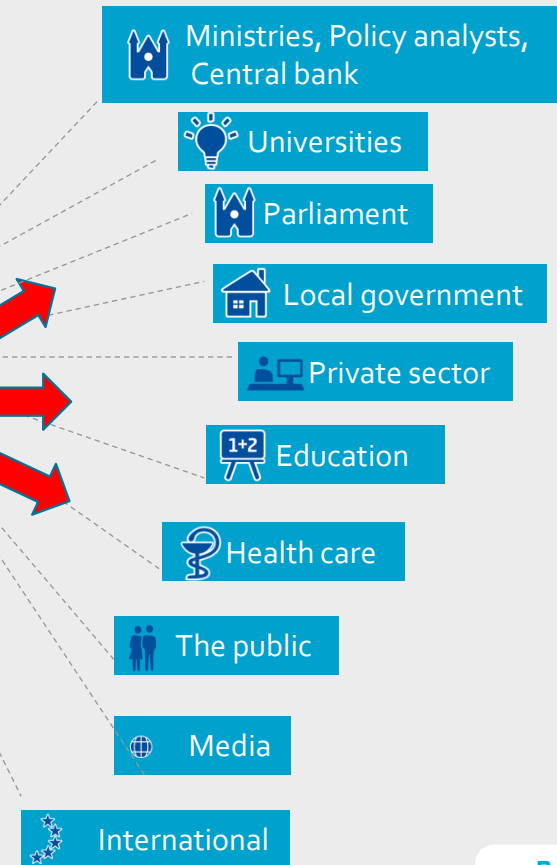 Ministries, Policy analysts,
Central bank
Universities
Parliament
Local government
Private sector
1+2
Education
Health care
The public
Media
International